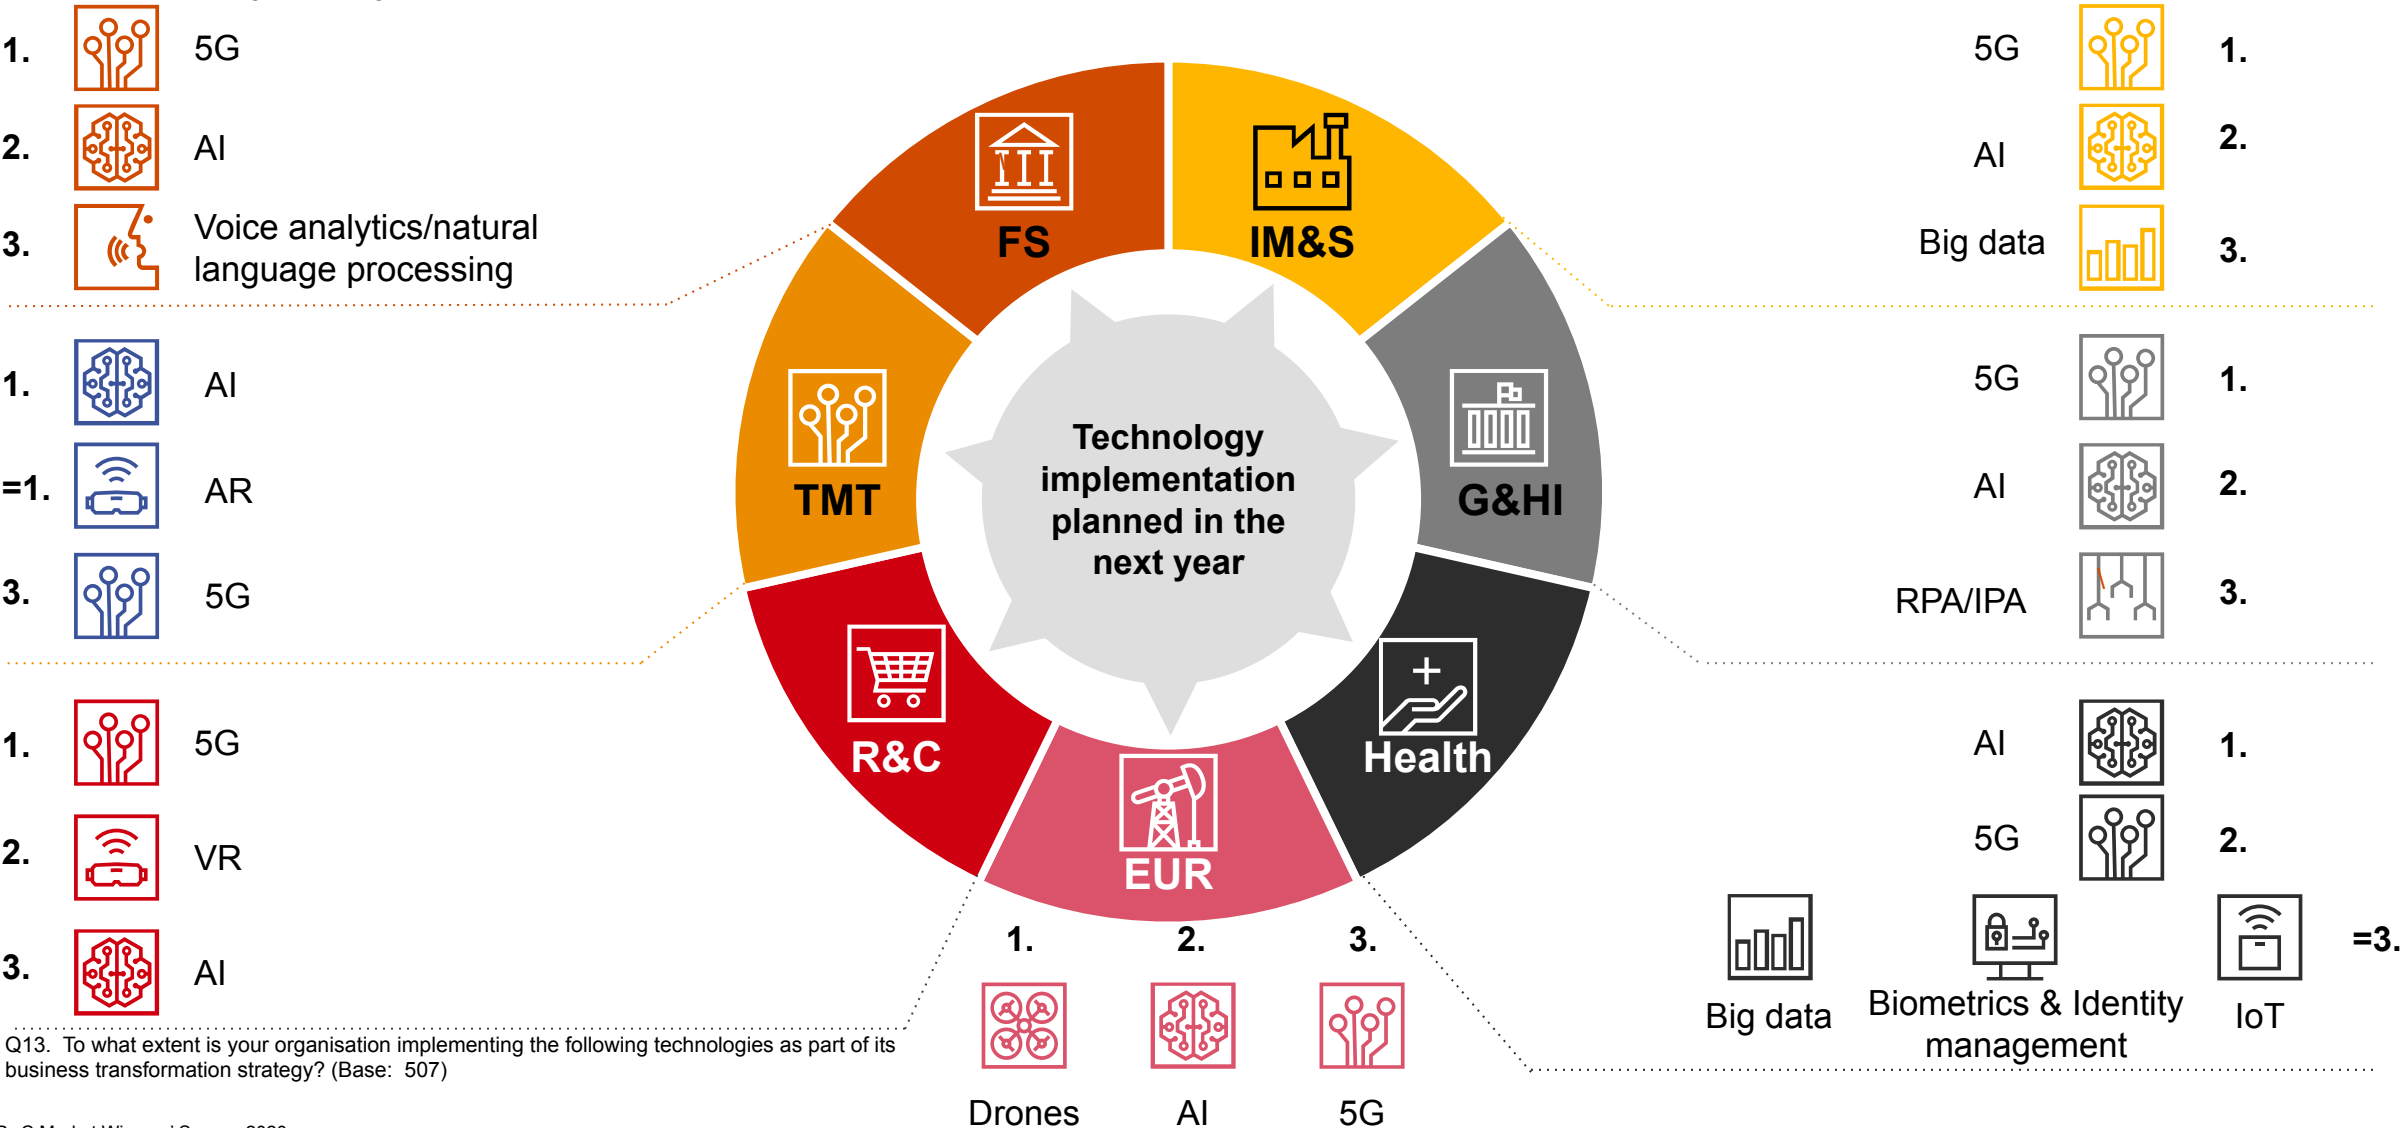 1.
5G
2.
AI
3.
Voice analytics/natural
language processing
1.
AI
=1.
AR
3.
5G
1.
5G
2.
VR
3.
AI
FS
IM&S
TMT
G&HI
R&C
Health
EUR
Technology
implementation
planned in the
next year
5G
1.
AI
2.
Big data
3.
5G
1.
AI
2.
RPA/IPA
3.
AI
1.
5G
2.
=3.
Big data
Biometrics & Identity
management
IoT
1.
2.
3.
Drones
AI
5G
Q13. To what extent is your organisation implementing the following technologies as part of its
business transformation strategy? (Base: 507)